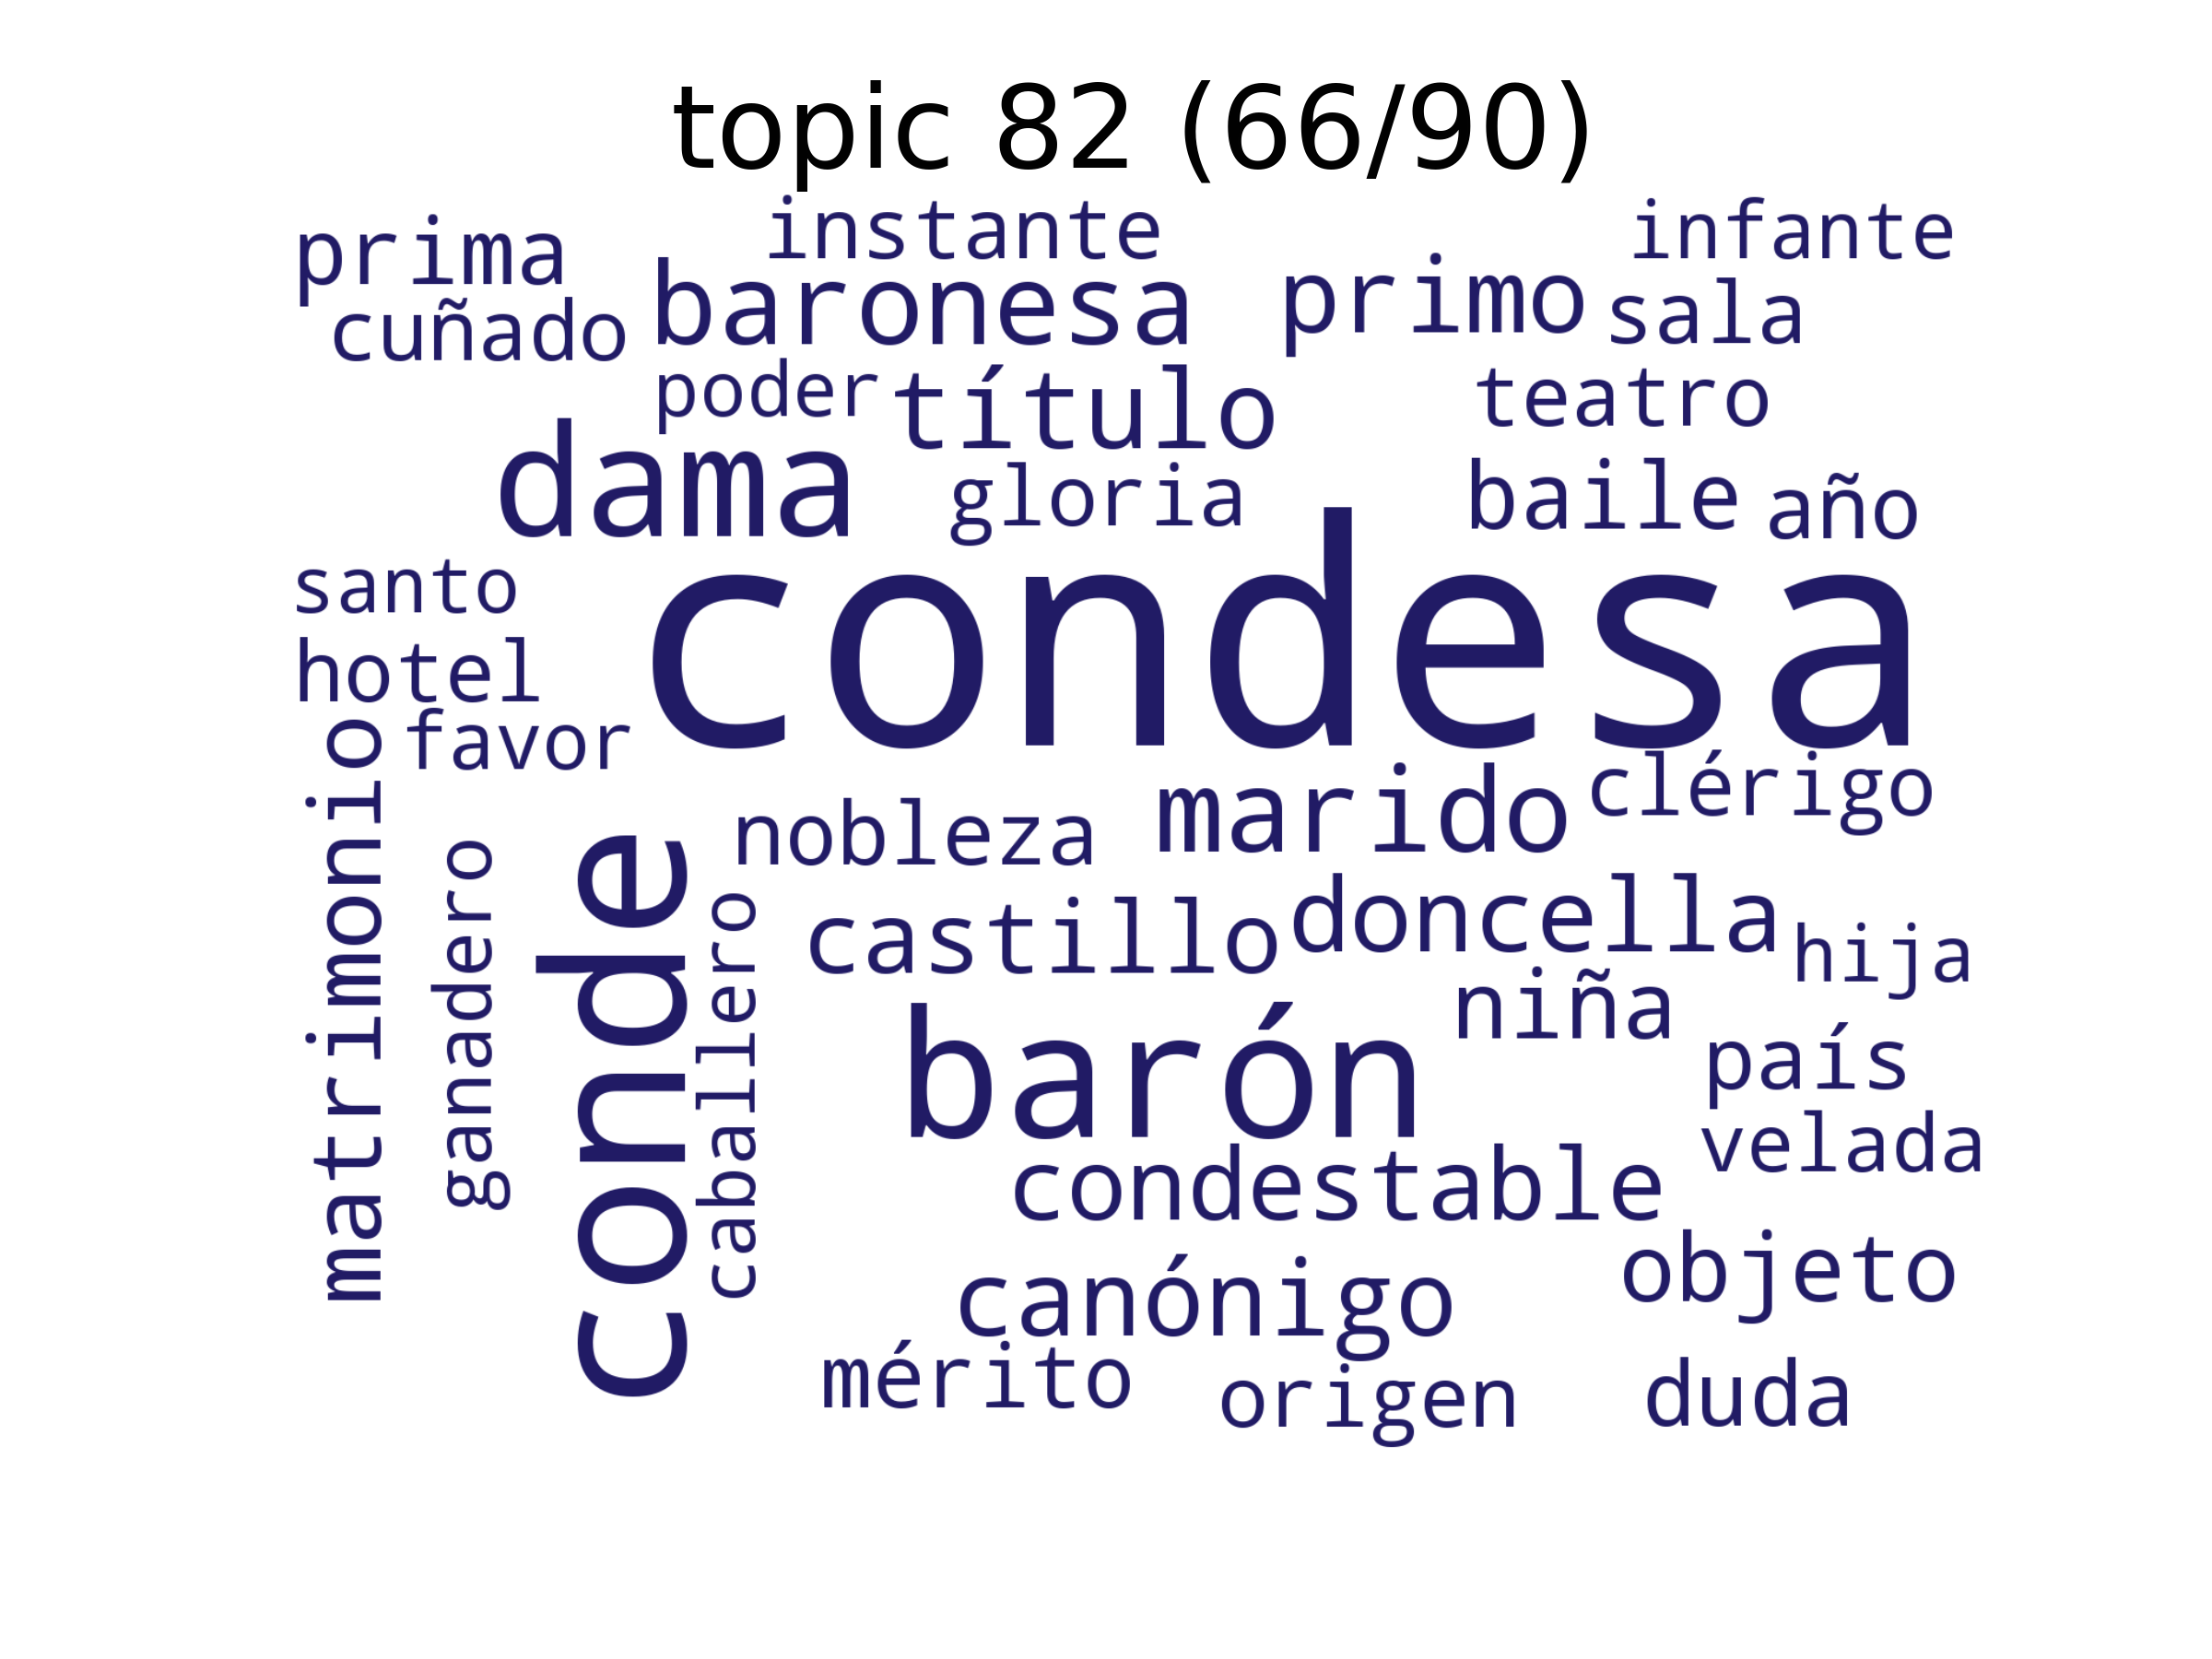 topic 82 (66/90)
instante
infante
prima
baronesa
primo
sala
cuñado
poder
título
teatro
dama
gloria
baile
año
santo
condesa
hotel
favor
marido
clérigo
matrimonio
nobleza
ganadero
conde
caballero
castillo
doncella
hija
niña
barón
país
velada
condestable
objeto
canónigo
mérito
origen
duda